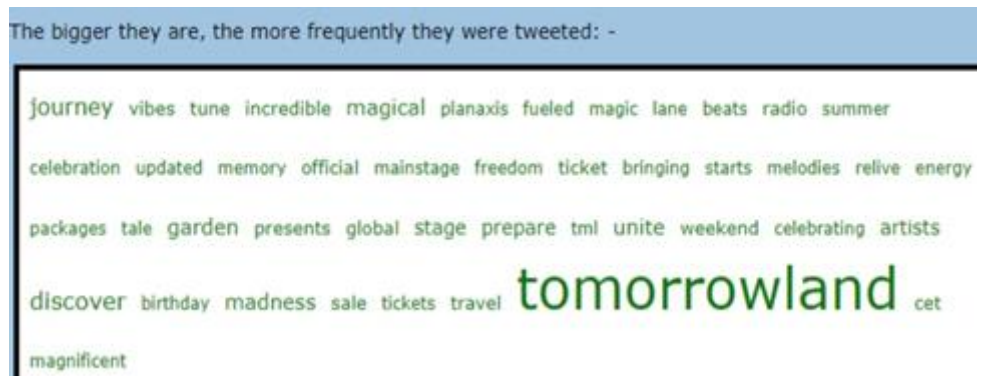 The bigger they are, the more frequently they were tweeted: -
journey vibes tune incredible magical planaxis fueled magic lane beats radio summer
celebration updated memory official mainstage freedom ticket bringing starts melodies relive energy
packages tale garden presents global stage prepare tml unite weekend celebrating artists
discover birthday madness sale tickets travel tomorrowland cet
magnificent